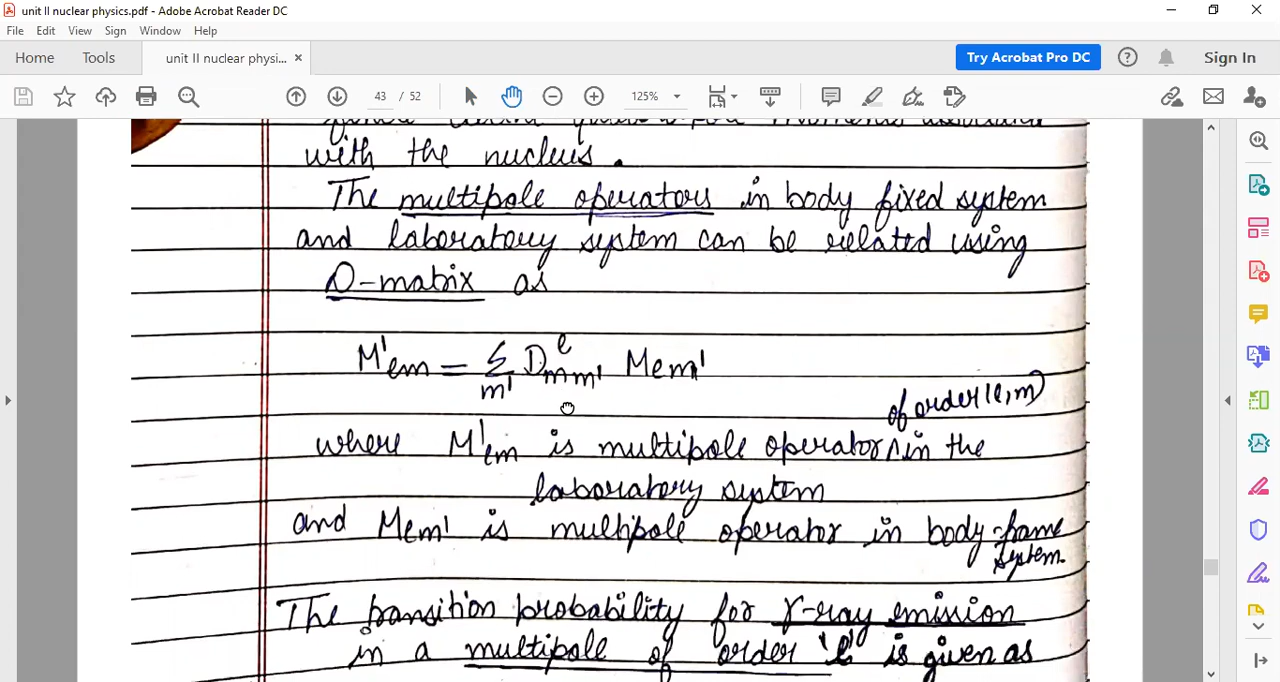 unit II nuclear physics.pdf - Adobe Acrobat Reader DC
File Edit View Sign Window Help
Home Tools unit II nuclear physi... ×
Try Acrobat Pro DC
Sign In
43 / 52
125%
with the nucleus.
The multipole operators in body fixed system
and laboratory system can be related using
D-matrix as
M'em = Σm' D^l mm' Mem'
of order (l, m)
where M'lm is multipole operator in the
laboratory system
and Mem' is multipole operator in body-frame
system.
The transition probability for γ-ray emission
in a multipole of order 'l' is given as